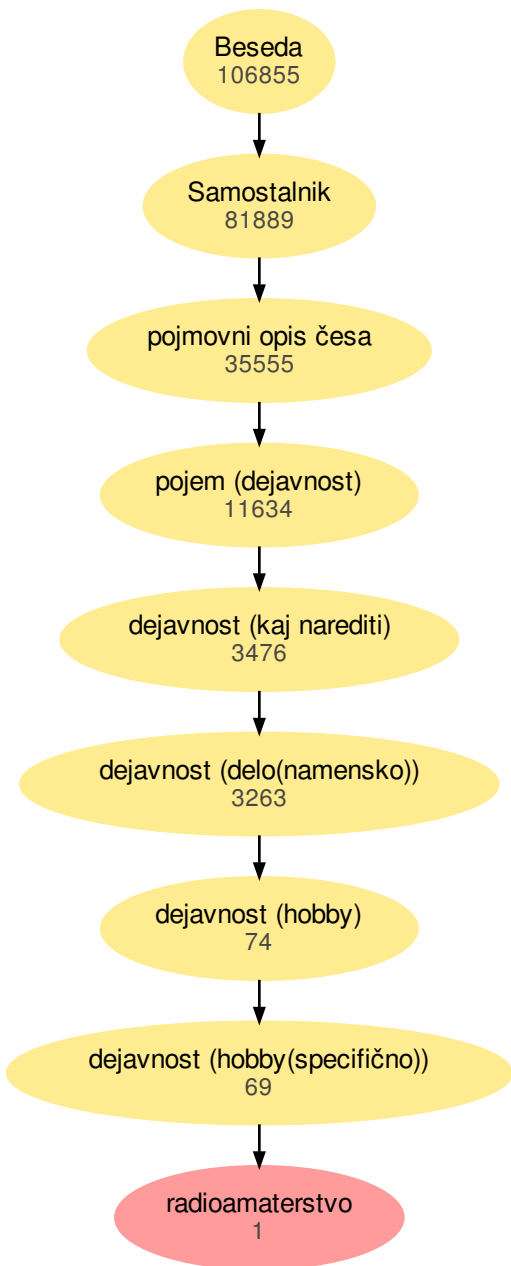 Beseda
106855
Samostalnik
81889
pojmovni opis česa
35555
pojem (dejavnost)
11634
dejavnost (kaj narediti)
3476
dejavnost (delo(namensko))
3263
dejavnost (hobby)
74
dejavnost (hobby(specifično))
69
radioamaterstvo
1